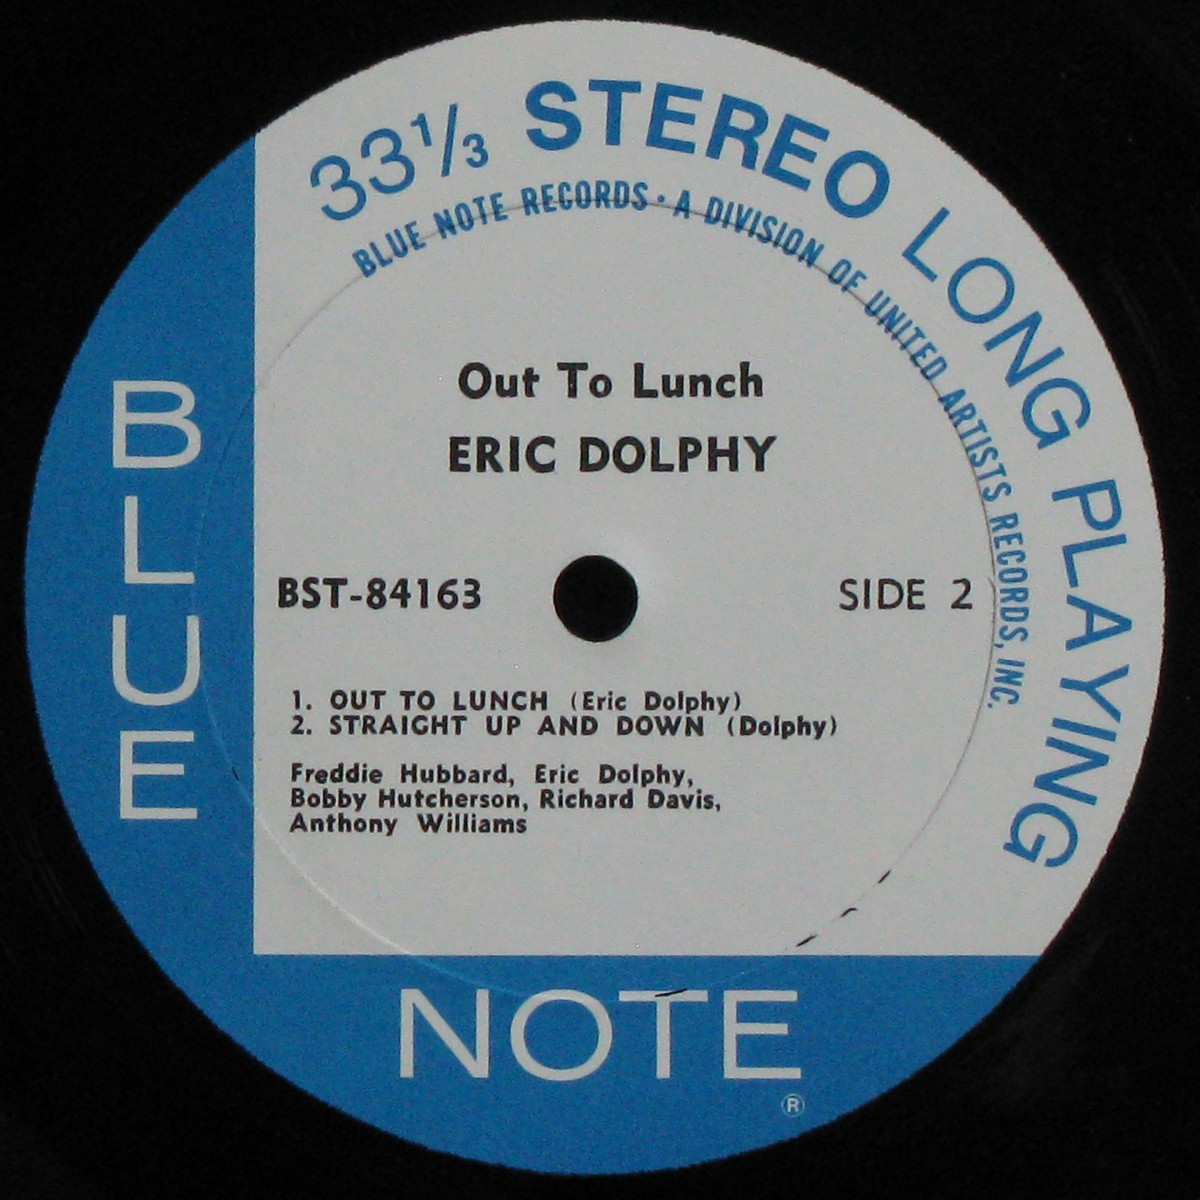 33 1/3 STEREO LONG PLAYING
BLUE NOTE RECORDS · A DIVISION OF UNITED ARTISTS RECORDS, INC.
Out To Lunch
ERIC DOLPHY
BST-84163
SIDE 2
1. OUT TO LUNCH (Eric Dolphy)
2. STRAIGHT UP AND DOWN (Dolphy)
Freddie Hubbard, Eric Dolphy,
Bobby Hutcherson, Richard Davis,
Anthony Williams
BLUE
NOTE
®